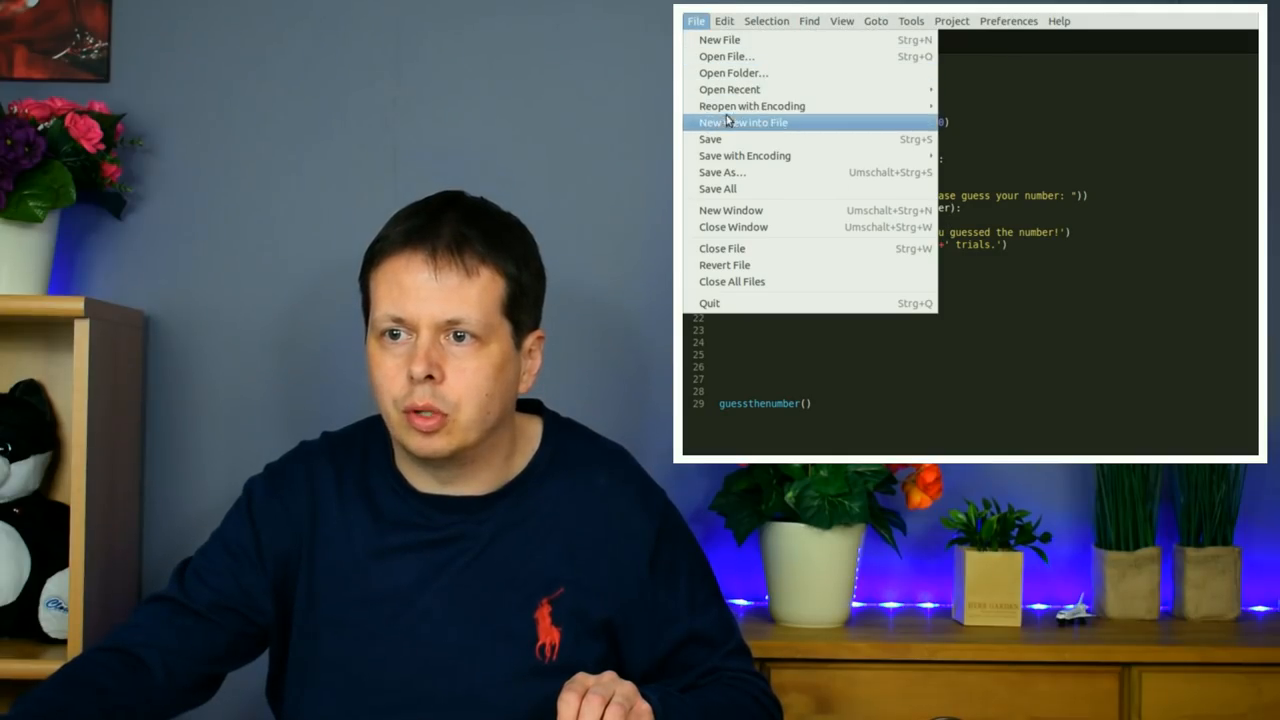 File Edit Selection Find View Goto Tools Project Preferences Help
New File Strg+N
Open File...  Strg+O
Open Folder...
Open Recent
Reopen with Encoding
New View into File
0)
Save Strg+S
Save with Encoding
:
Save As... Umschalt+Strg+S
Save All
ase guess your number: "))
New Window Umschalt+Strg+N
er):
Close Window Umschalt+Strg+W
u guessed the number!')
Close File Strg+W
+' trials.')
Revert File
Close All Files
Quit Strg+Q
22
23
24
25
26
27
28
29 guessthenumber()
HERB GARDEN